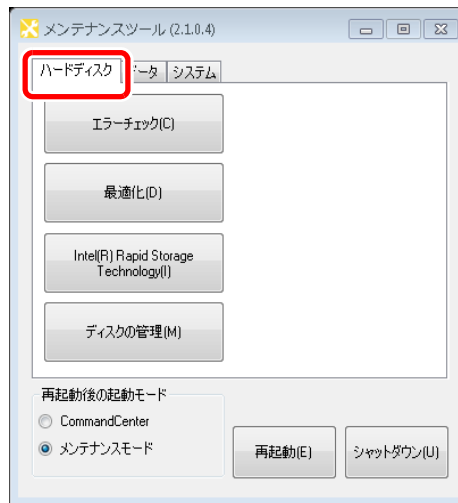 メンテナンスツール (2.1.0.4)
ハードディスク ータ システム
エラーチェック(C)
最適化(D)
Intel(R) Rapid Storage
Technology(I)
ディスクの管理(M)
再起動後の起動モード
CommandCenter
メンテナンスモード
再起動(E) シャットダウン(U)